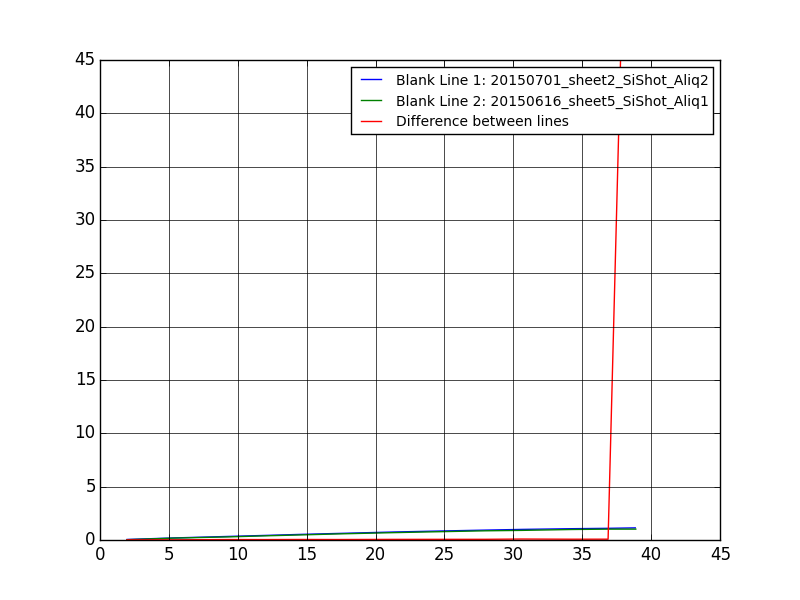 45
40
35
30
25
20
15
10
5
0
Blank Line 1: 20150701_sheet2_SiShot_Aliq2
Blank Line 2: 20150616_sheet5_SiShot_Aliq1
Difference between lines
0 5 10 15 20 25 30 35 40 45